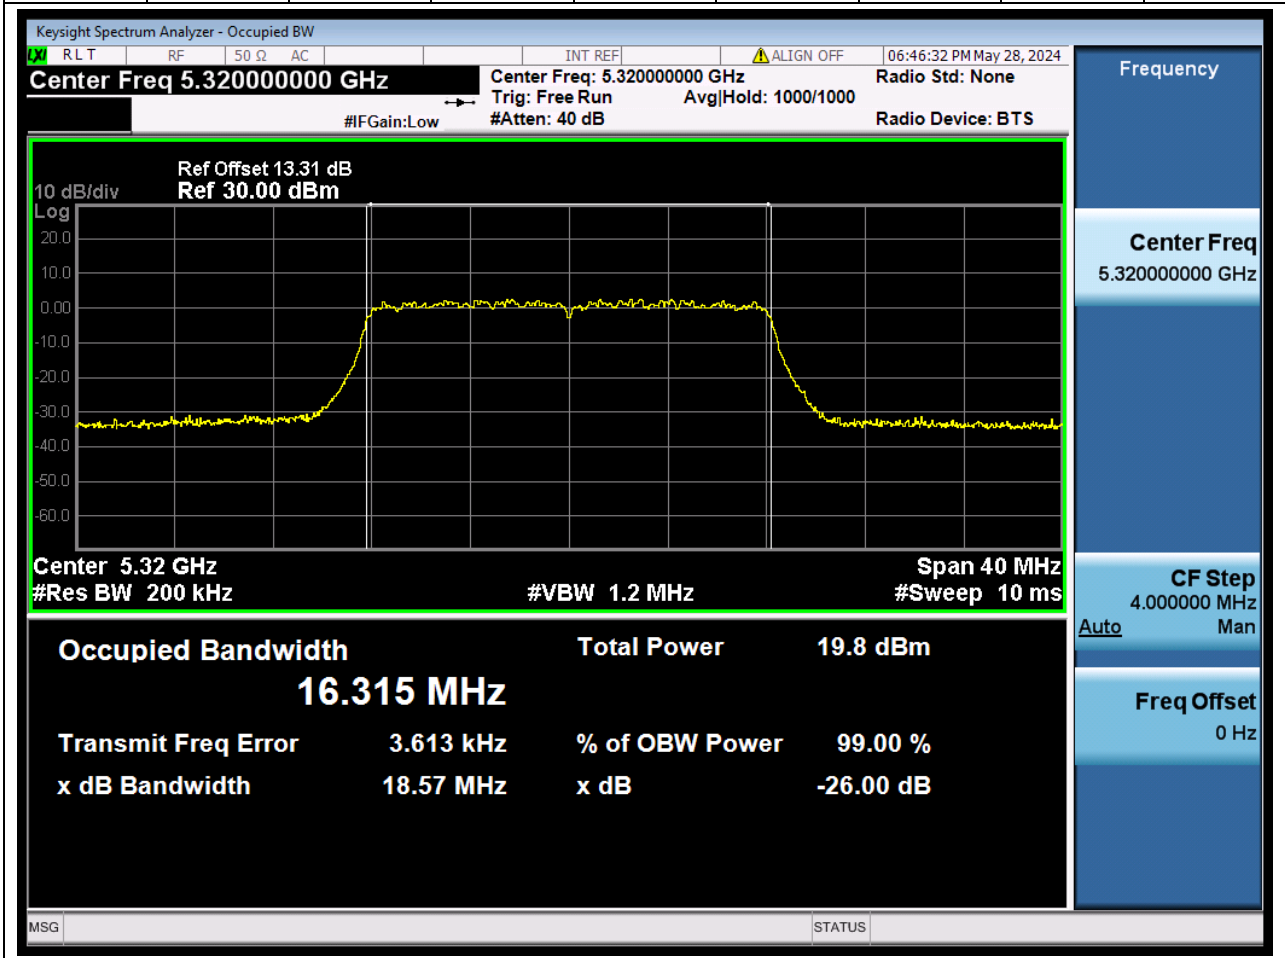 Keysight Spectrum Analyzer - Occupied BW
LXI RLT RF 50 Ω AC INT REF ALIGN OFF 06:46:32 PM May 28, 2024
Center Freq 5.320000000 GHz
Center Freq: 5.320000000 GHz
Radio Std: None
Trig: Free Run Avg|Hold: 1000/1000
#IFGain:Low
#Atten: 40 dB
Radio Device: BTS
Ref Offset 13.31 dB
10 dB/div Ref 30.00 dBm
Log
20.0
10.0
0.00
-10.0
-20.0
-30.0
-40.0
-50.0
-60.0
Center 5.32 GHz Span 40 MHz
#Res BW 200 kHz #VBW 1.2 MHz #Sweep 10 ms
Occupied Bandwidth Total Power 19.8 dBm
16.315 MHz
Transmit Freq Error 3.613 kHz % of OBW Power 99.00 %
x dB Bandwidth 18.57 MHz x dB -26.00 dB
Frequency
Center Freq
5.320000000 GHz
CF Step
4.000000 MHz
Auto Man
Freq Offset
0 Hz
MSG STATUS